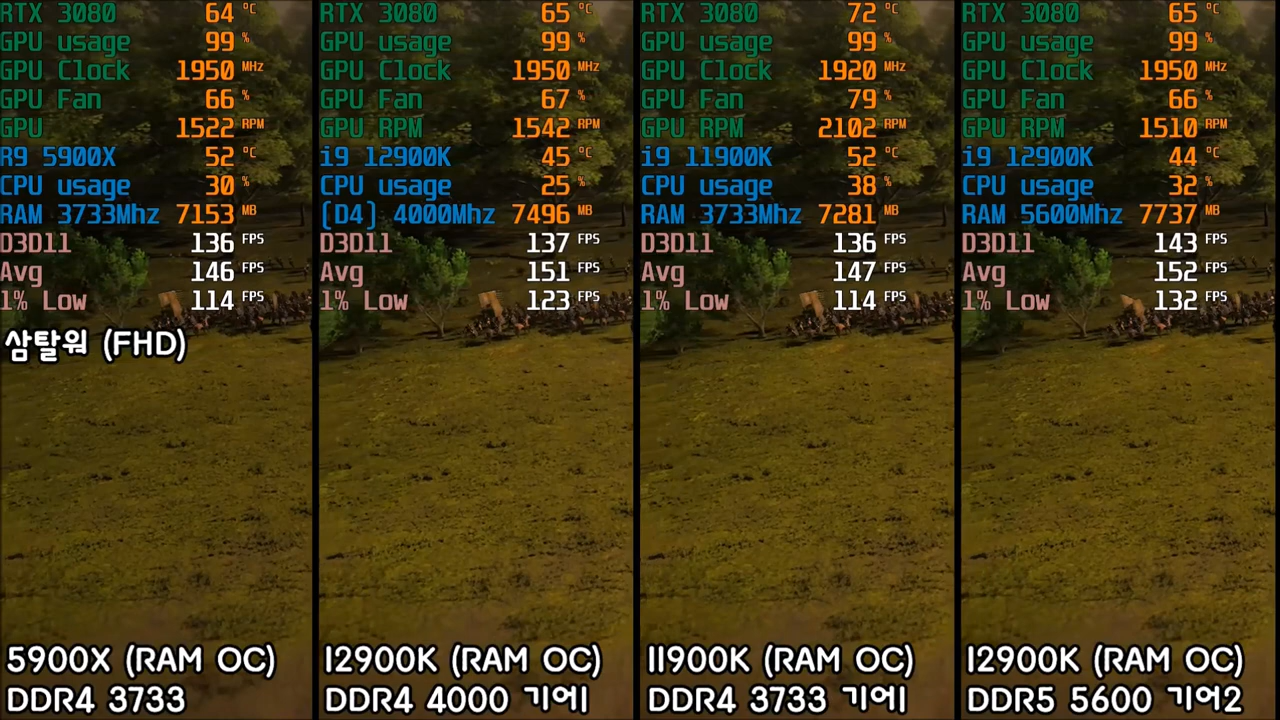 RTX 3080 64 °C
GPU usage 99 %
GPU Clock 1950 MHz
GPU Fan 66 %
GPU 1522 RPM
R9 5900X 52 °C
CPU usage 30 %
RAM 3733Mhz 7153 MB
D3D11 136 FPS
Avg 146 FPS
1% Low 114 FPS
삼탈워 (FHD)
5900X (RAM OC)
DDR4 3733
RTX 3080 65 °C
GPU usage 99 %
GPU Clock 1950 MHz
GPU Fan 67 %
GPU RPM 1542 RPM
i9 12900K 45 °C
CPU usage 25 %
[D4] 4000Mhz 7496 MB
D3D11 137 FPS
Avg 151 FPS
1% Low 123 FPS
12900K (RAM OC)
DDR4 4000 기어1
RTX 3080 72 °C
GPU usage 99 %
GPU Clock 1920 MHz
GPU Fan 79 %
GPU RPM 2102 RPM
i9 11900K 52 °C
CPU usage 38 %
RAM 3733Mhz 7281 MB
D3D11 136 FPS
Avg 147 FPS
1% Low 114 FPS
11900K (RAM OC)
DDR4 3733 기어1
RTX 3080 65 °C
GPU usage 99 %
GPU Clock 1950 MHz
GPU Fan 66 %
GPU RPM 1510 RPM
i9 12900K 44 °C
CPU usage 32 %
RAM 5600Mhz 7737 MB
D3D11 143 FPS
Avg 152 FPS
1% Low 132 FPS
12900K (RAM OC)
DDR5 5600 기어2